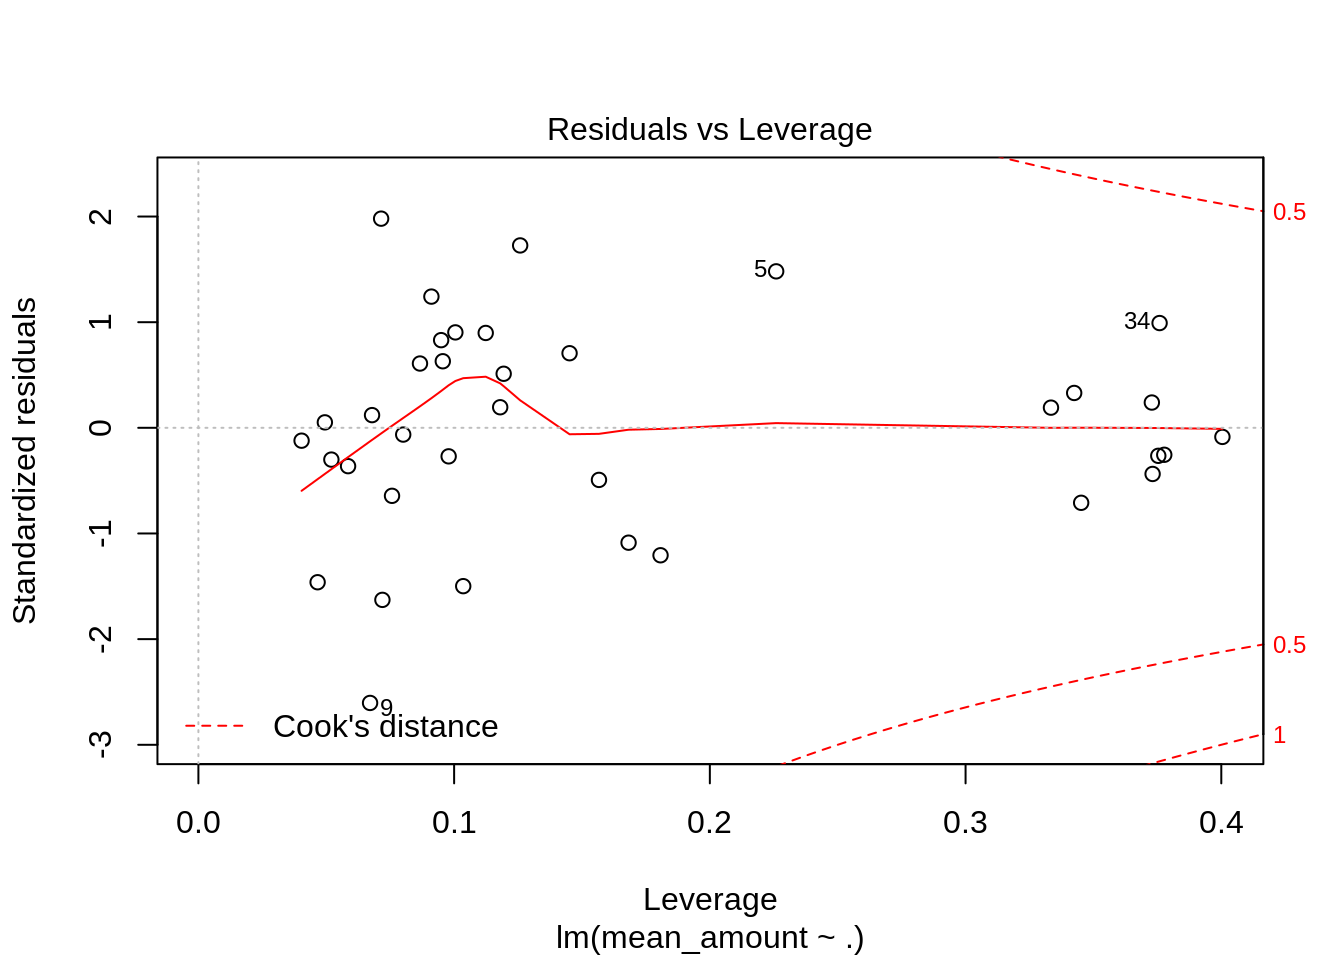 Residuals vs Leverage
Standardized residuals
2
1
0
-1
-2
-3
5
34
9
0.5
0.5
1
Cook's distance
0.0 0.1 0.2 0.3 0.4
Leverage
lm(mean_amount ~ .)